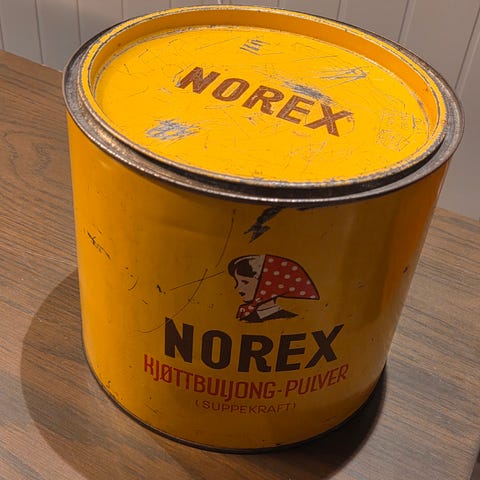 NOREX
NOREX
KJØTTBULJONG-PULVER
(SUPPEKRAFT)